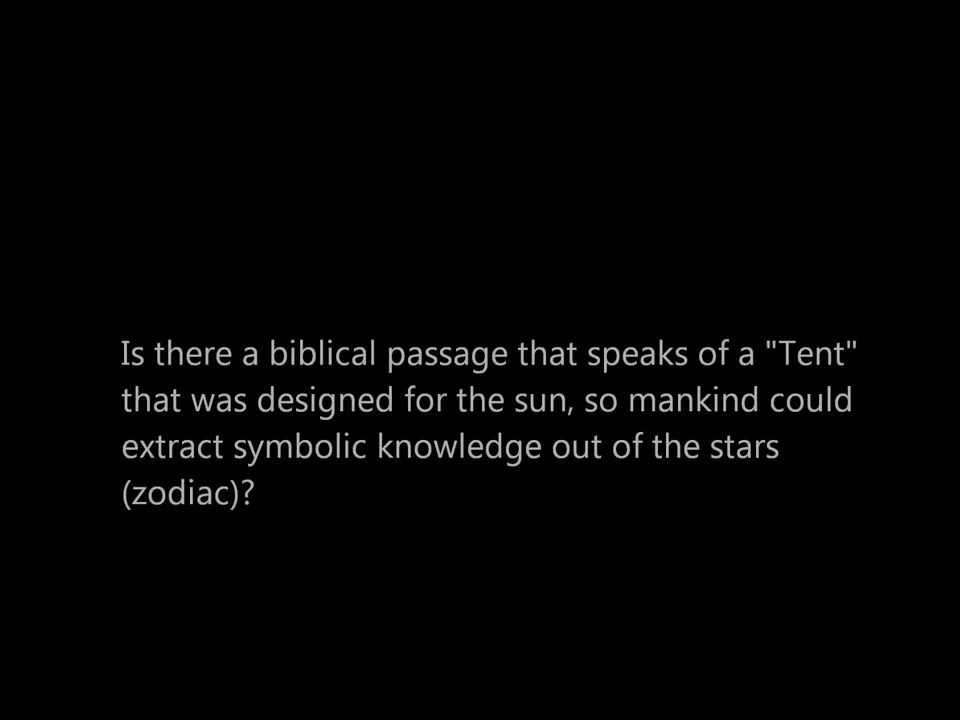 Is there a biblical passage that speaks of a "Tent"
that was designed for the sun, so mankind could
extract symbolic knowledge out of the stars
(zodiac)?